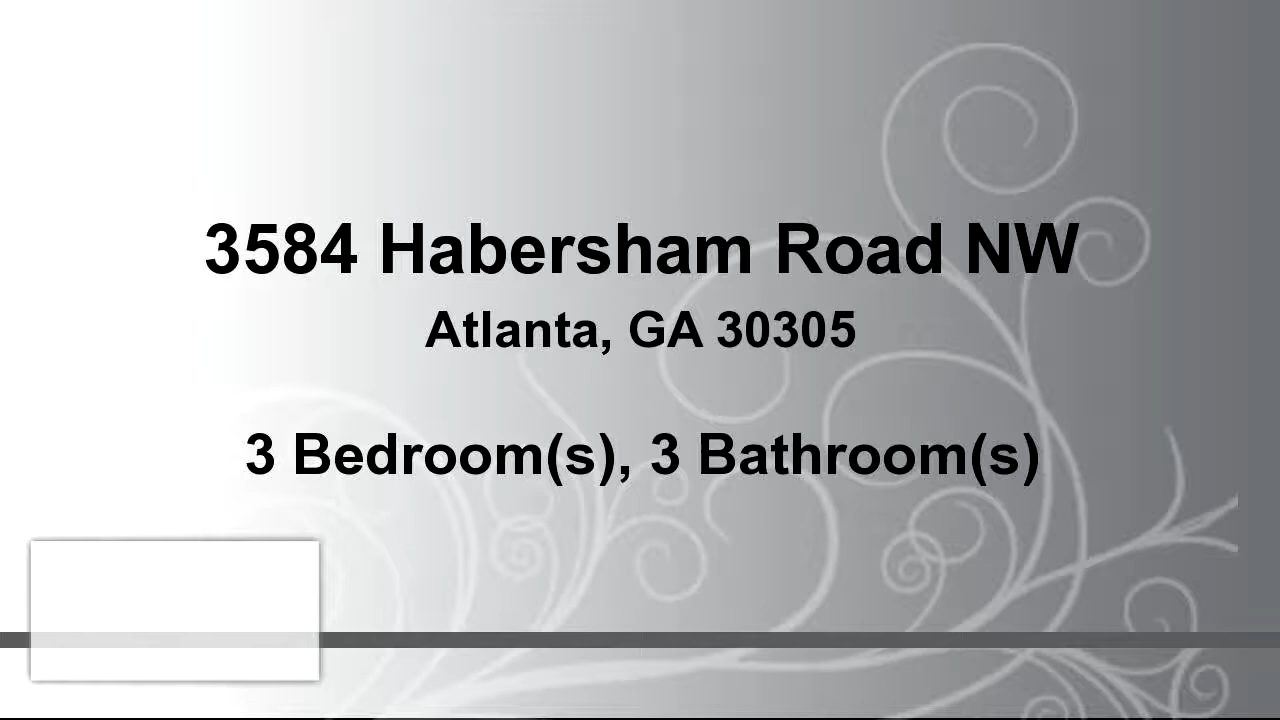 3584 Habersham Road NW
Atlanta, GA 30305
3 Bedroom(s), 3 Bathroom(s)